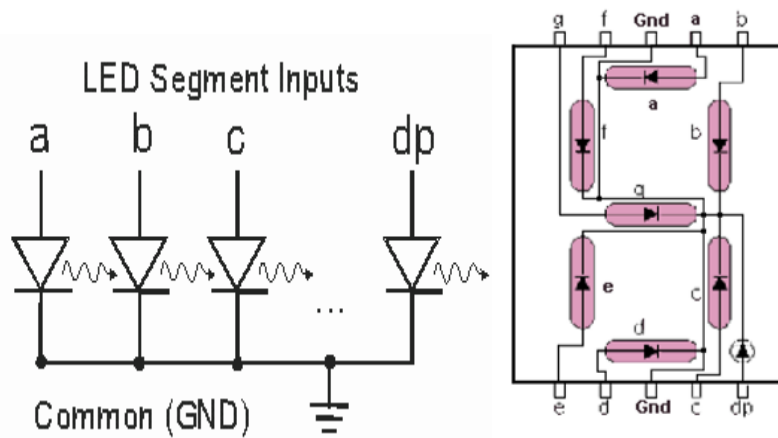 LED Segment Inputs
a b c dp
...
Common (GND)
g f Gnd a b
a
f b
g
e c
d
e d Gnd c dp